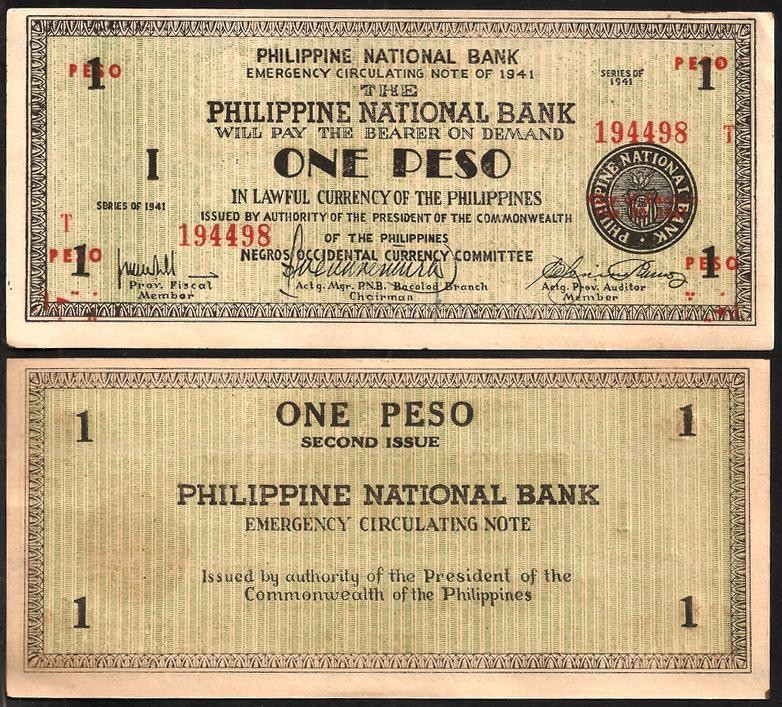 PESO 1
PHILIPPINE NATIONAL BANK
EMERGENCY CIRCULATING NOTE OF 1941
SERIES OF
1941
PESO 1
THE
PHILIPPINE NATIONAL BANK
WILL PAY THE BEARER ON DEMAND
194498 T
I
ONE PESO
PHILIPPINE NATIONAL BANK
IN LAWFUL CURRENCY OF THE PHILIPPINES
SERIES OF 1941
ISSUED BY AUTHORITY OF THE PRESIDENT OF THE COMMONWEALTH
T
194498
OF THE PHILIPPINES
PESO 1
NEGROS OCCIDENTAL CURRENCY COMMITTEE
1 PESO
Prov. Fiscal
Member
Actg. Mgr. P.N.B. Bacolod Branch
Chairman
Actg. Prov. Auditor
Member
1
ONE PESO
1
SECOND ISSUE
PHILIPPINE NATIONAL BANK
EMERGENCY CIRCULATING NOTE
Issued by authority of the President of the
Commonwealth of the Philippines
1
1